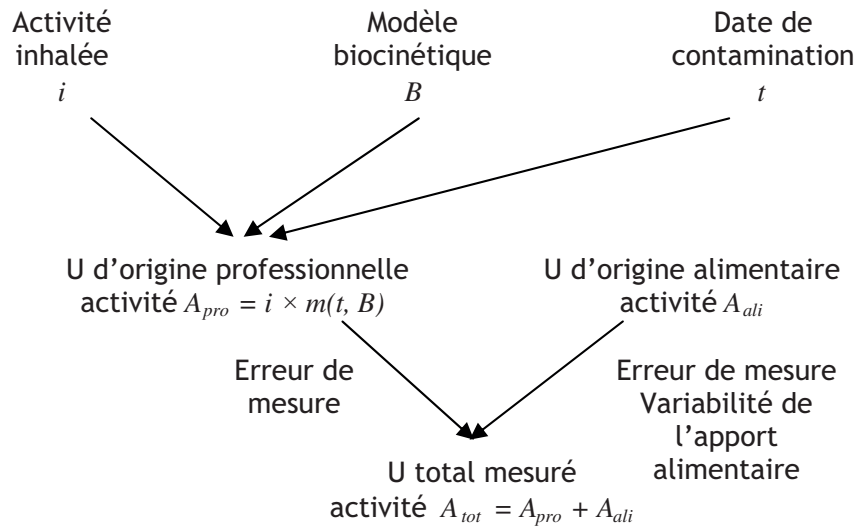 Activité
inhalée
i
Modèle
biocinétique
B
Date de
contamination
t
U d'origine professionnelle
activité A_pro = i × m(t, B)
U d'origine alimentaire
activité A_ali
Erreur de
mesure
Erreur de mesure
Variabilité de
l'apport
alimentaire
U total mesuré
activité A_tot = A_pro + A_ali